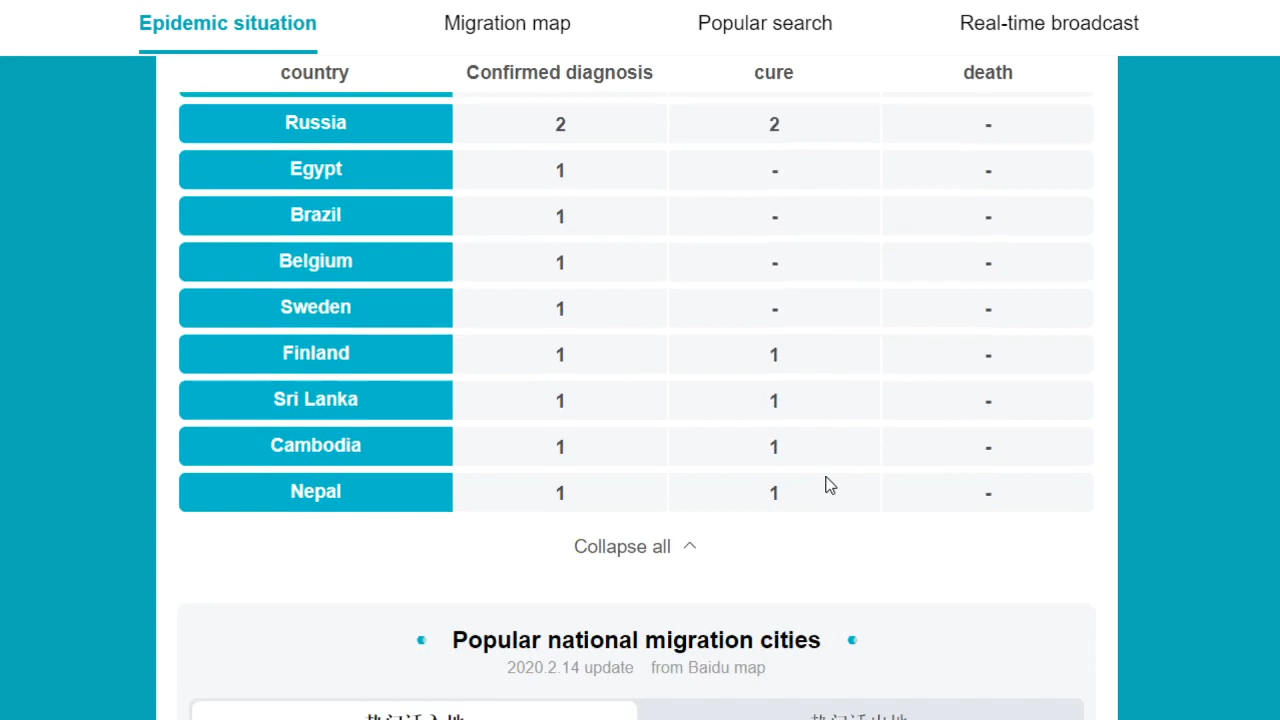 Epidemic situation Migration map Popular search Real-time broadcast
country Confirmed diagnosis cure death
Russia 2 2 -
Egypt 1 - -
Brazil 1 - -
Belgium 1 - -
Sweden 1 - -
Finland 1 1 -
Sri Lanka 1 1 -
Cambodia 1 1 -
Nepal 1 1 -
Collapse all
Popular national migration cities
2020.2.14 update from Baidu map